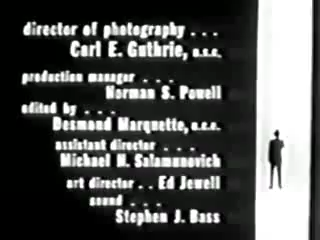 director of photography . . .
Carl E. Guthrie, a.s.c.
production manager . . .
Norman S. Powell
edited by . . .
Desmond Marquette, a.c.e.
assistant director . . .
Michael N. Salamunovich
art director . . Ed Jewell
sound . . .
Stephen J. Bass